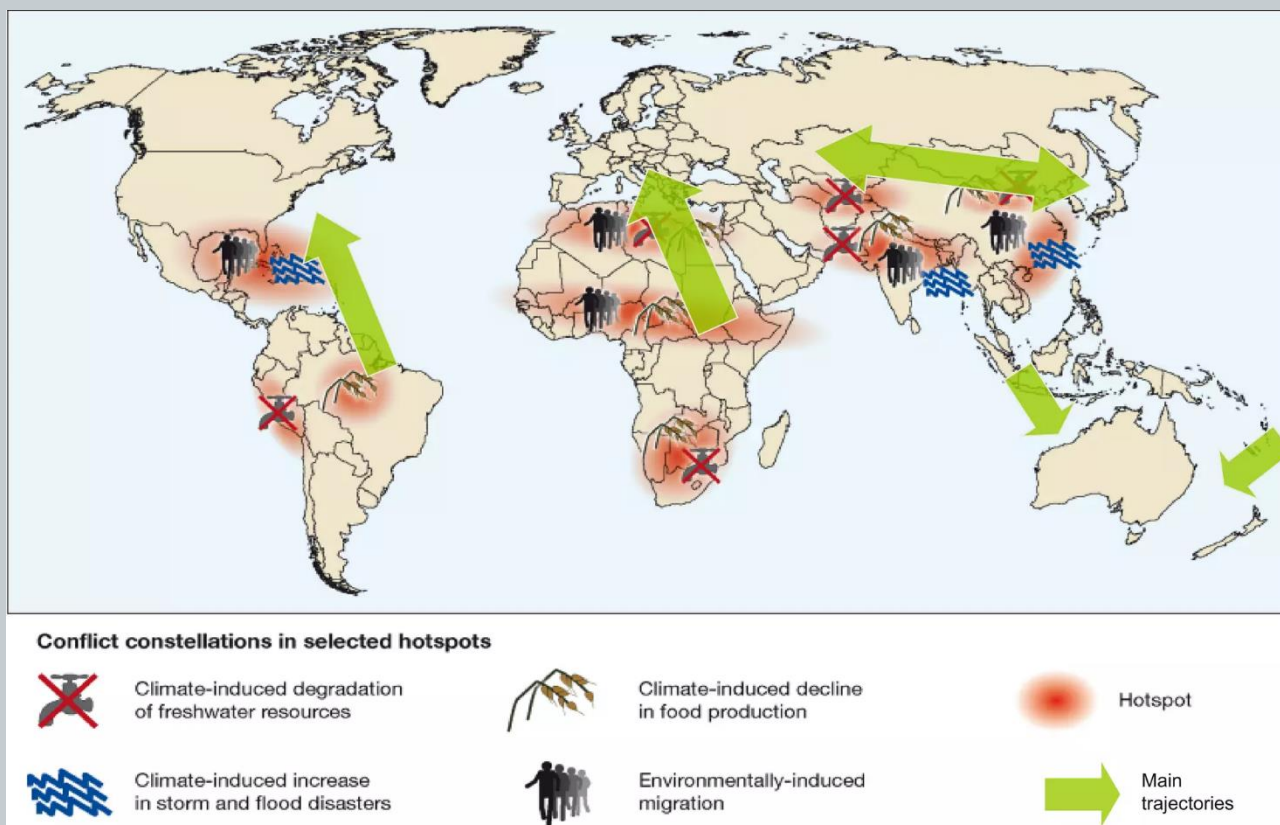 Conflict constellations in selected hotspots
Climate-induced degradation
of freshwater resources
Climate-induced decline
in food production
Hotspot
Climate-induced increase
in storm and flood disasters
Environmentally-induced
migration
Main
trajectories